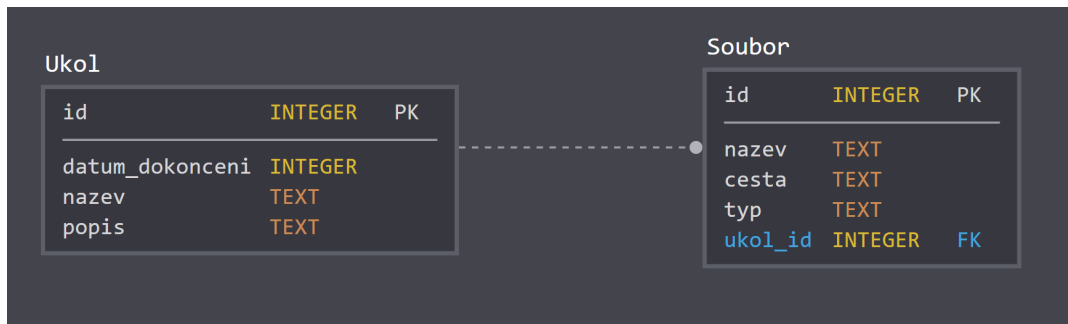 Ukol
id INTEGER PK
datum_dokonceni INTEGER
nazev TEXT
popis TEXT
Soubor
id INTEGER PK
nazev TEXT
cesta TEXT
typ TEXT
ukol_id INTEGER FK